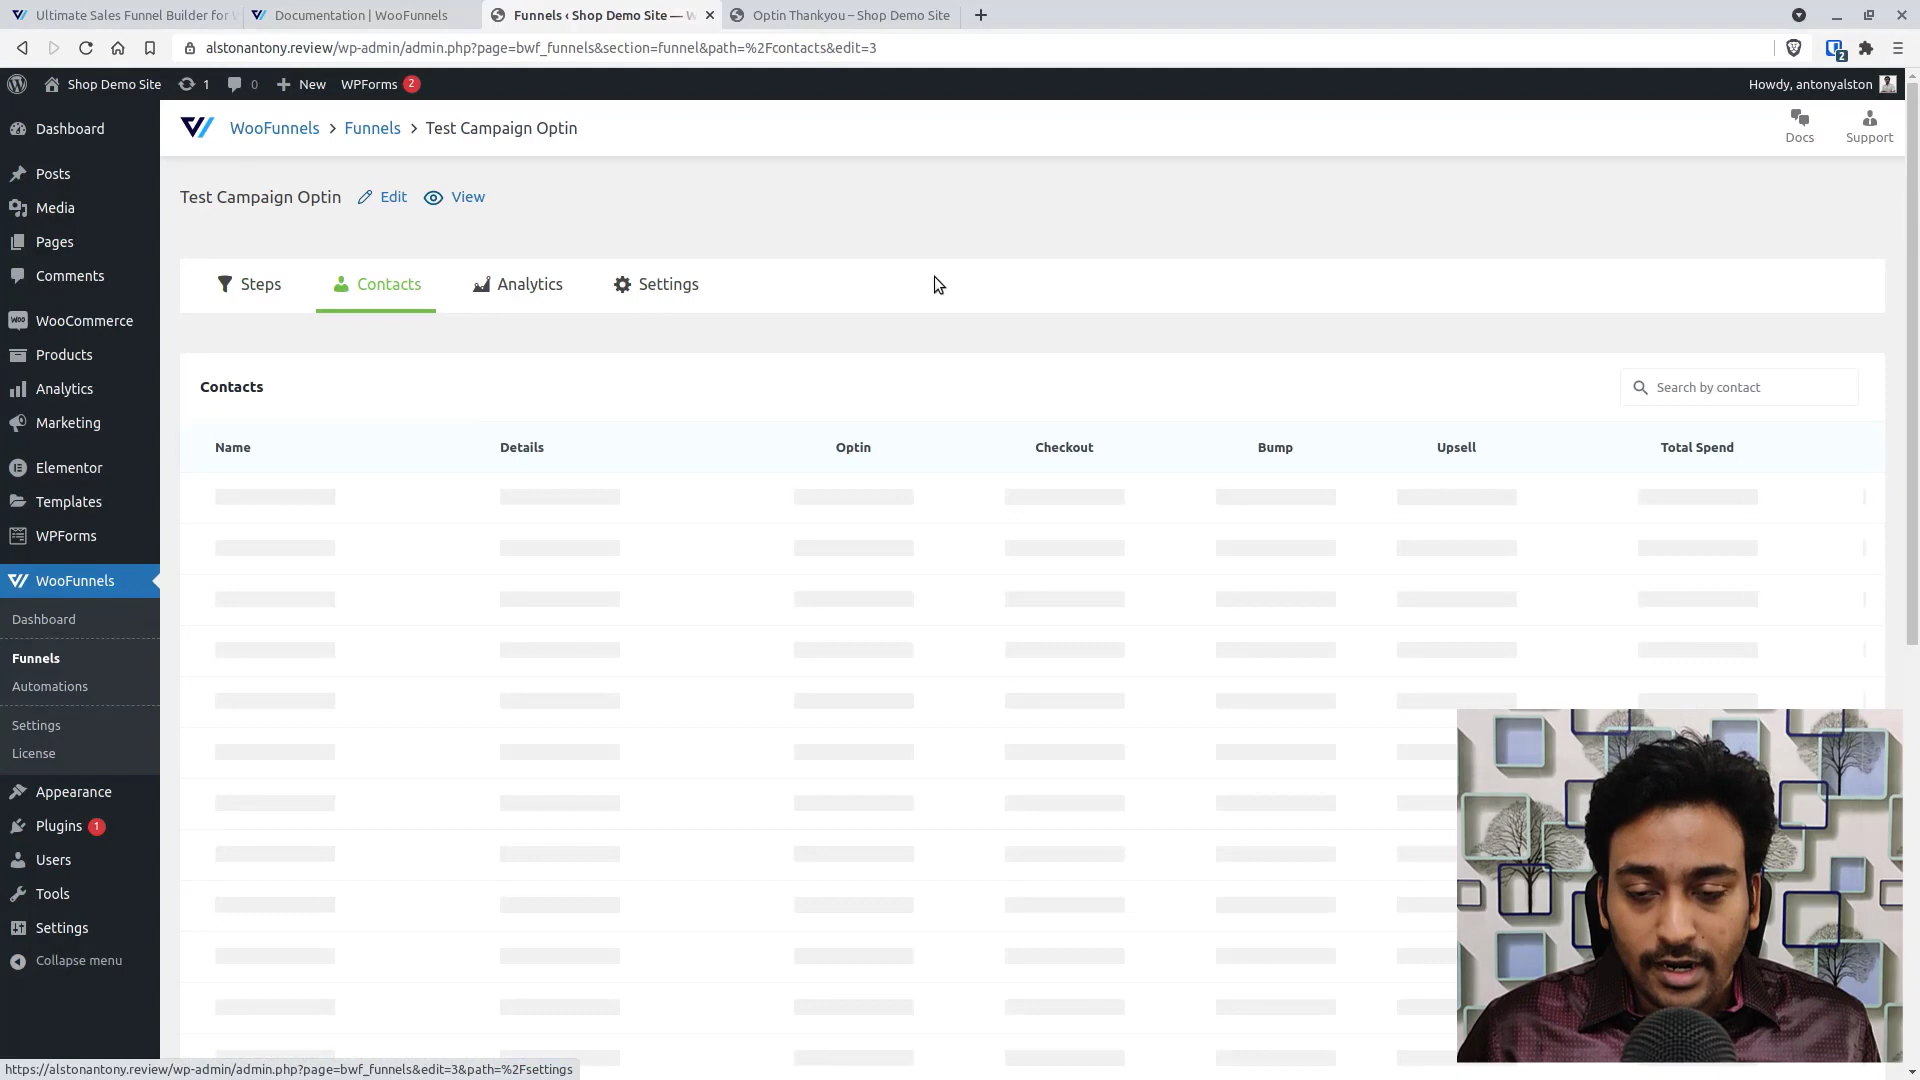 Ultimate Sales Funnel Builder for W
Documentation | WooFunnels
Funnels ‹ Shop Demo Site — W
Optin Thankyou – Shop Demo Site
alstonantony.review/wp-admin/admin.php?page=bwf_funnels&section=funnel&path=%2Fcontacts&edit=3
2
Shop Demo Site
1
0
New
WPForms 2
Howdy, antonyalston
Dashboard
Posts
Media
Pages
Comments
WooCommerce
Products
Analytics
Marketing
Elementor
Templates
WPForms
WooFunnels
Dashboard
Funnels
Automations
Settings
License
Appearance
Plugins 1
Users
Tools
Settings
Collapse menu
WooFunnels > Funnels > Test Campaign Optin
Docs
Support
Test Campaign Optin Edit View
Steps
Contacts
Analytics
Settings
Contacts
Search by contact
Name Details Optin Checkout Bump Upsell Total Spend
https://alstonantony.review/wp-admin/admin.php?page=bwf_funnels&edit=3&path=%2Fsettings